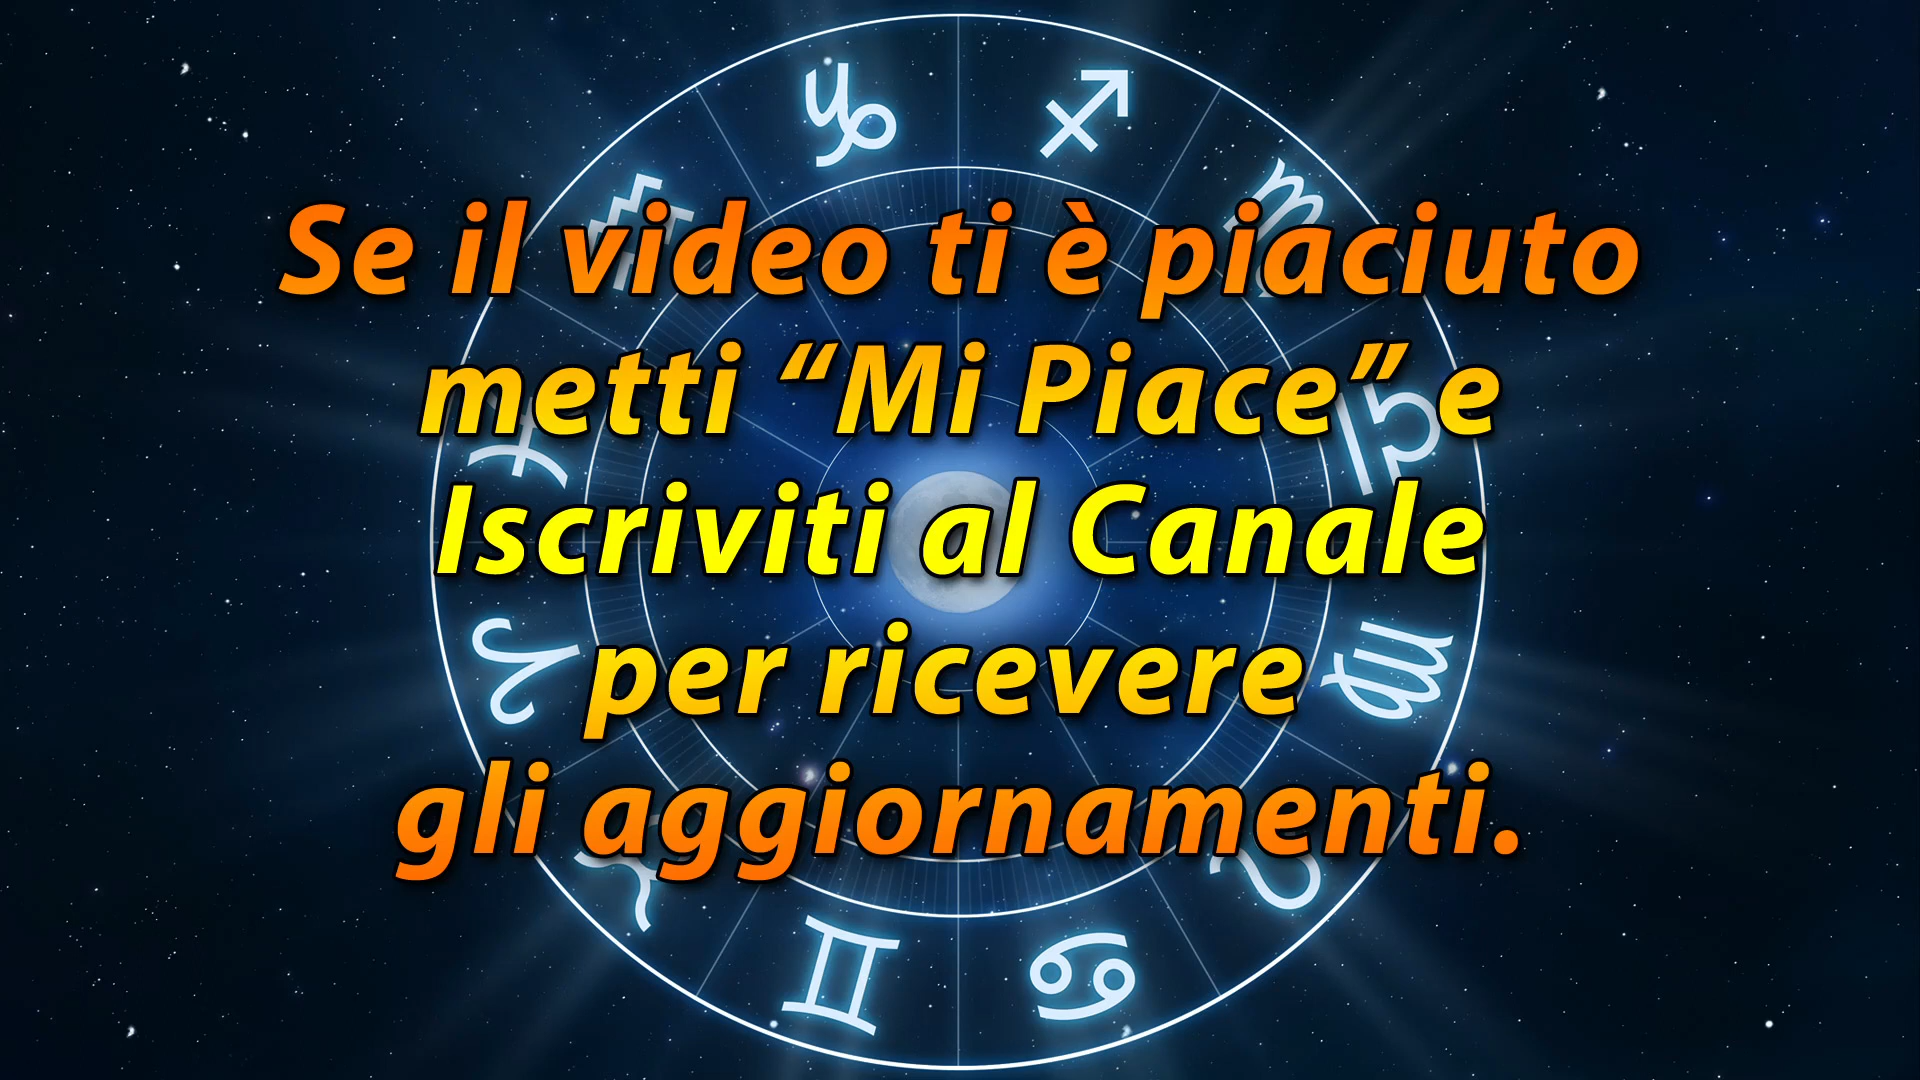 Se il video ti è piaciuto
metti “Mi Piace” e
Iscriviti al Canale
per ricevere
gli aggiornamenti.